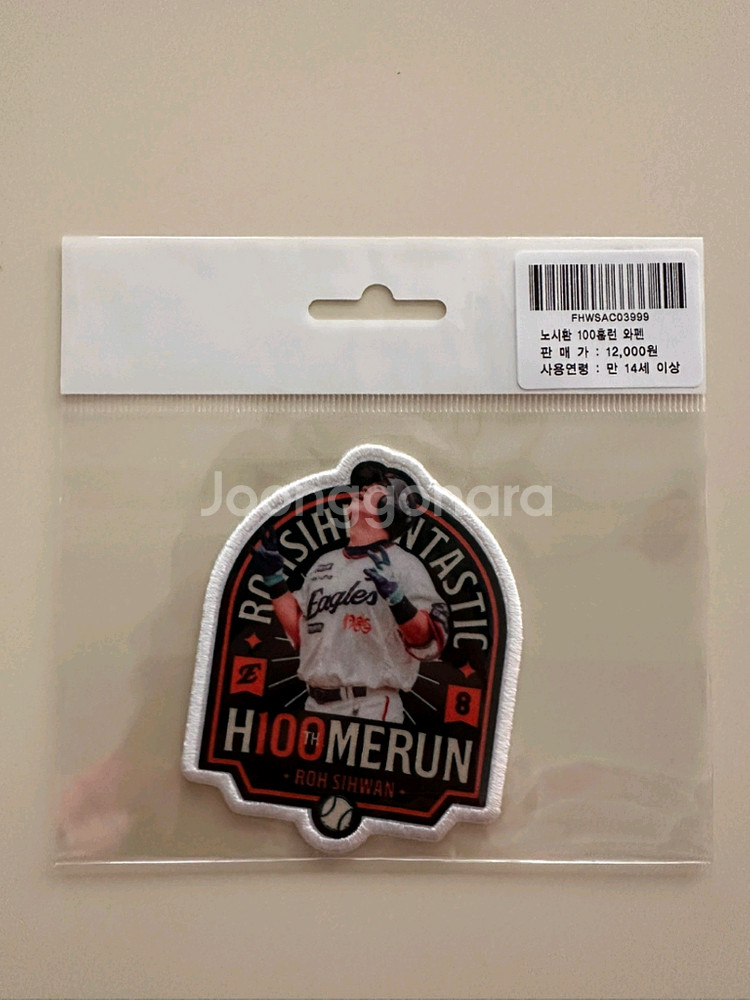 FHWSAC03999
노시환 100홈런 와펜
판 매 가 : 12,000원
사용연령 : 만 14세 이상
Joonggonara
NTASTIC
Eagles
E
8
H100THMERUN
- ROH SIHWAN -